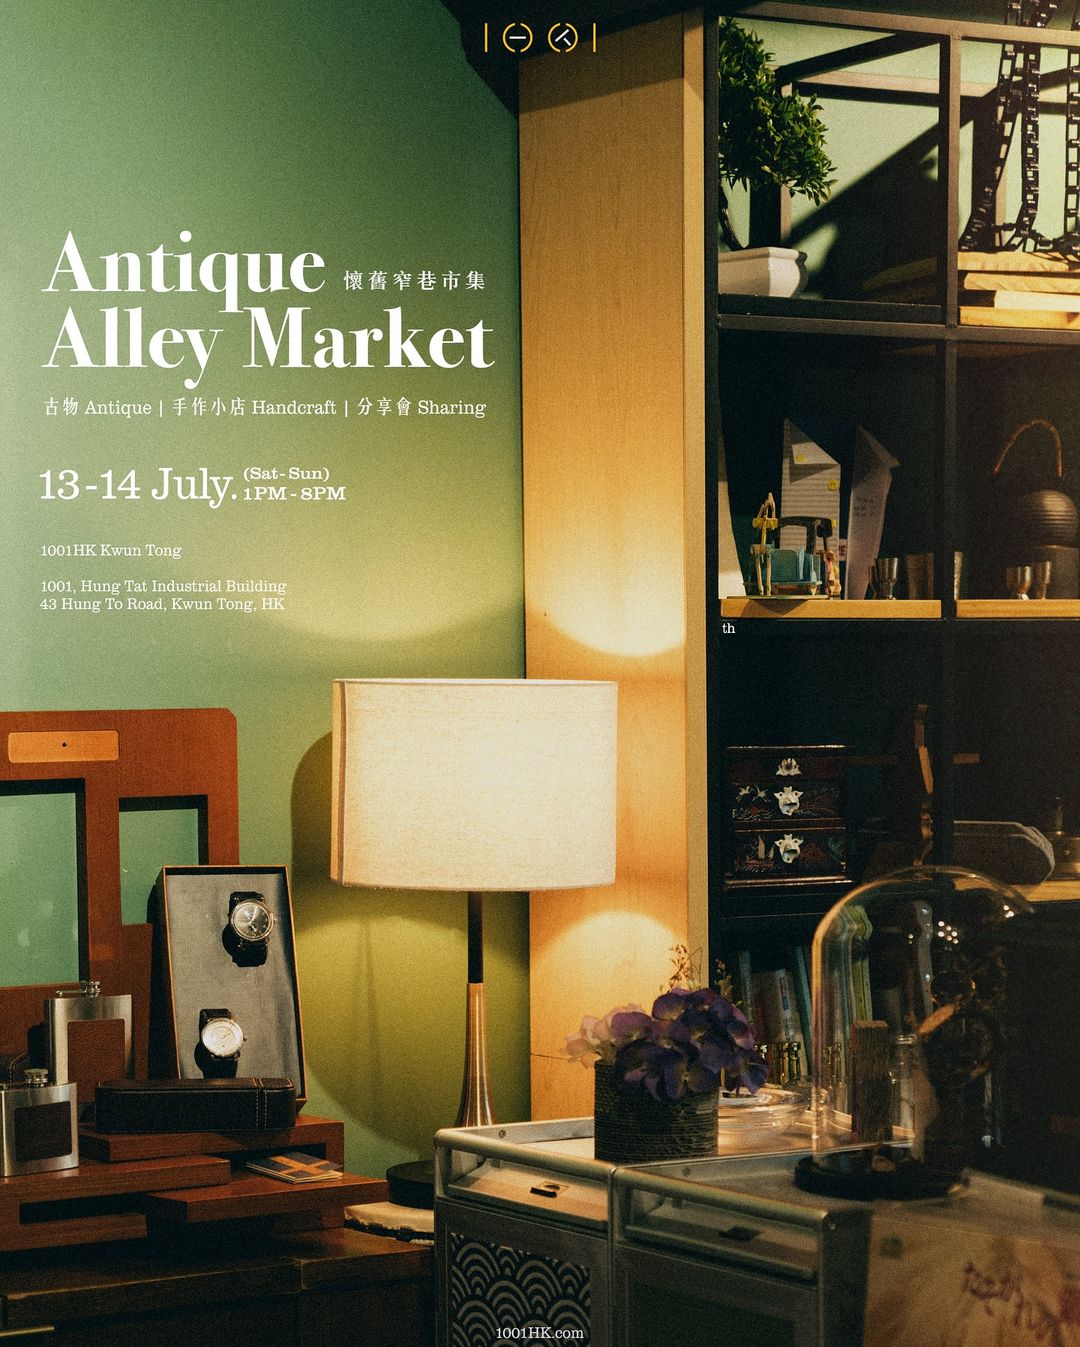 Antique 懷舊窄巷市集
Alley Market
古物 Antique | 手作小店 Handcraft | 分享會 Sharing
13-14 July. (Sat-Sun)
1PM - 8PM
1001HK Kwun Tong
1001, Hung Tat Industrial Building
43 Hung To Road, Kwun Tong, HK
th
1001HK.com